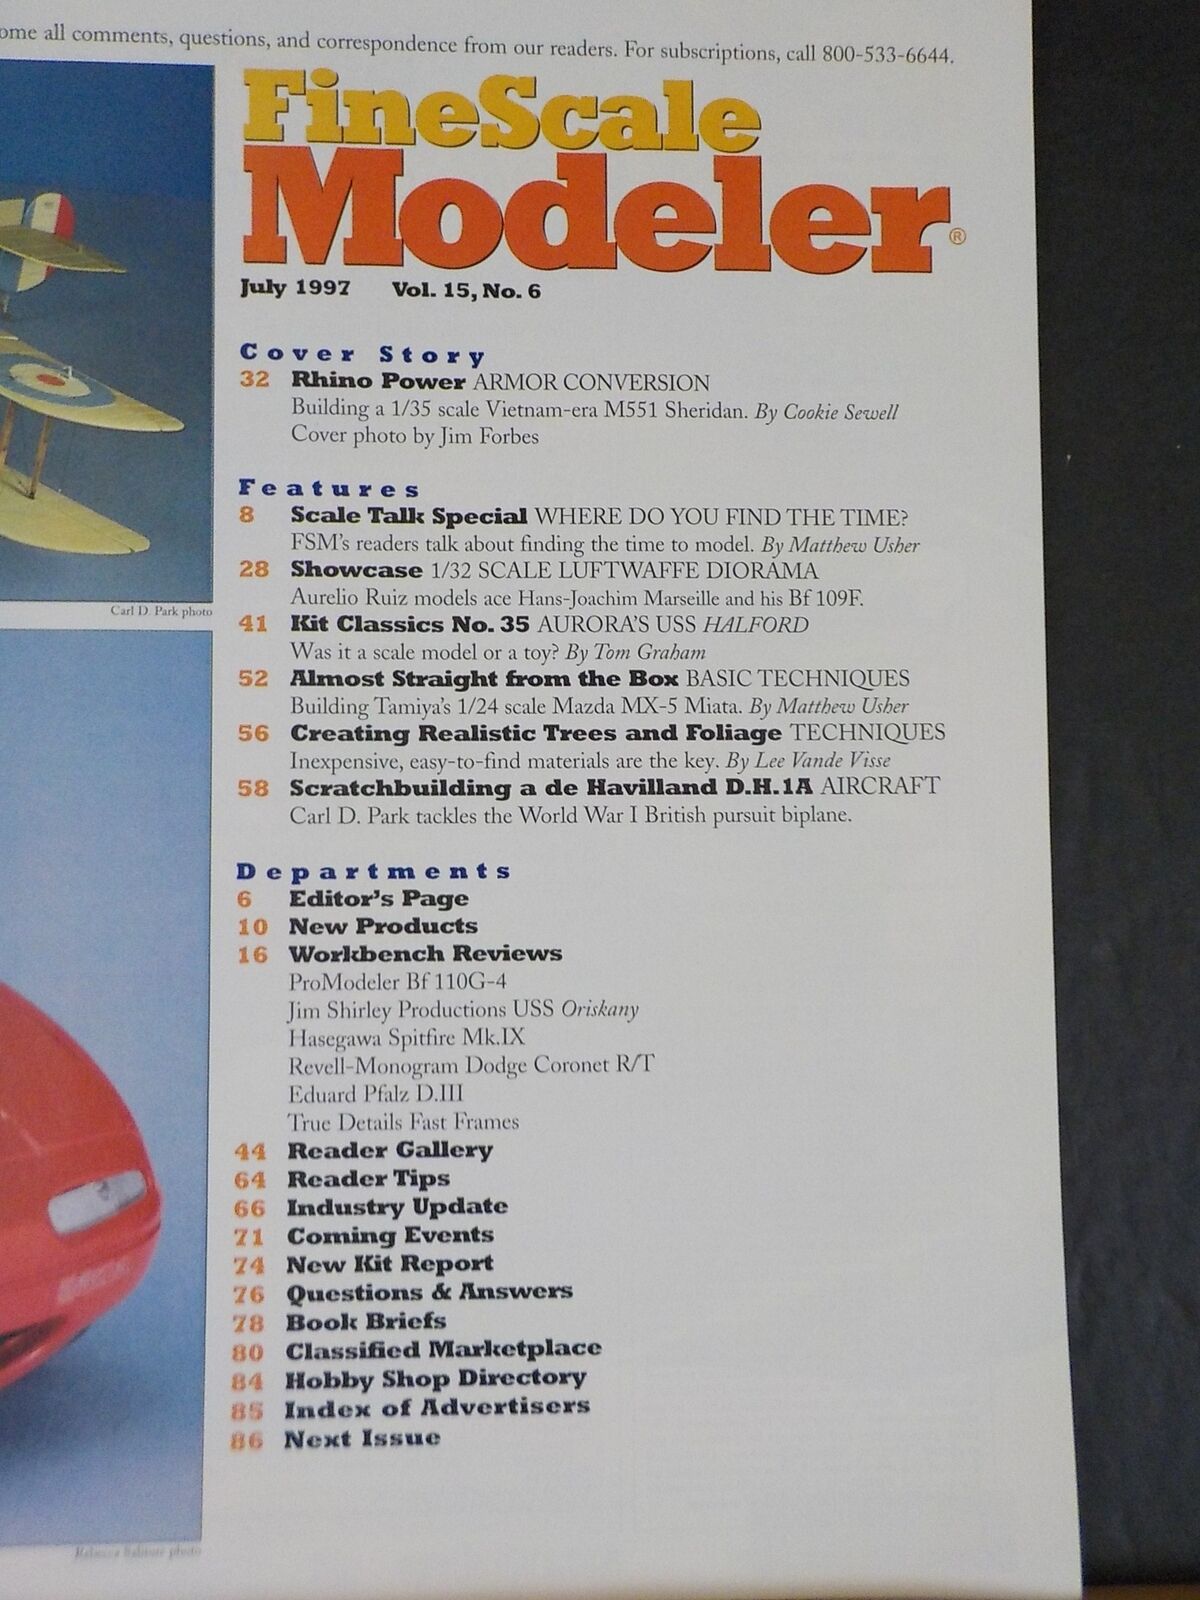 ome all comments, questions, and correspondence from our readers. For subscriptions, call 800-533-6644.
FineScale
Modeler®
July 1997 Vol. 15, No. 6
Cover Story
32 Rhino Power ARMOR CONVERSION
Building a 1/35 scale Vietnam-era M551 Sheridan. By Cookie Sewell
Cover photo by Jim Forbes
Features
8 Scale Talk Special WHERE DO YOU FIND THE TIME?
FSM's readers talk about finding the time to model. By Matthew Usher
28 Showcase 1/32 SCALE LUFTWAFFE DIORAMA
Aurelio Ruiz models ace Hans-Joachim Marseille and his Bf 109F.
41 Kit Classics No. 35 AURORA'S USS HALFORD
Was it a scale model or a toy? By Tom Graham
52 Almost Straight from the Box BASIC TECHNIQUES
Building Tamiya's 1/24 scale Mazda MX-5 Miata. By Matthew Usher
56 Creating Realistic Trees and Foliage TECHNIQUES
Inexpensive, easy-to-find materials are the key. By Lee Vande Visse
58 Scratchbuilding a de Havilland D.H.1A AIRCRAFT
Carl D. Park tackles the World War I British pursuit biplane.
Departments
6 Editor's Page
10 New Products
16 Workbench Reviews
ProModeler Bf 110G-4
Jim Shirley Productions USS Oriskany
Hasegawa Spitfire Mk.IX
Revell-Monogram Dodge Coronet R/T
Eduard Pfalz D.III
True Details Fast Frames
44 Reader Gallery
64 Reader Tips
66 Industry Update
71 Coming Events
74 New Kit Report
76 Questions & Answers
78 Book Briefs
80 Classified Marketplace
84 Hobby Shop Directory
85 Index of Advertisers
86 Next Issue
Carl D. Park photo
photo